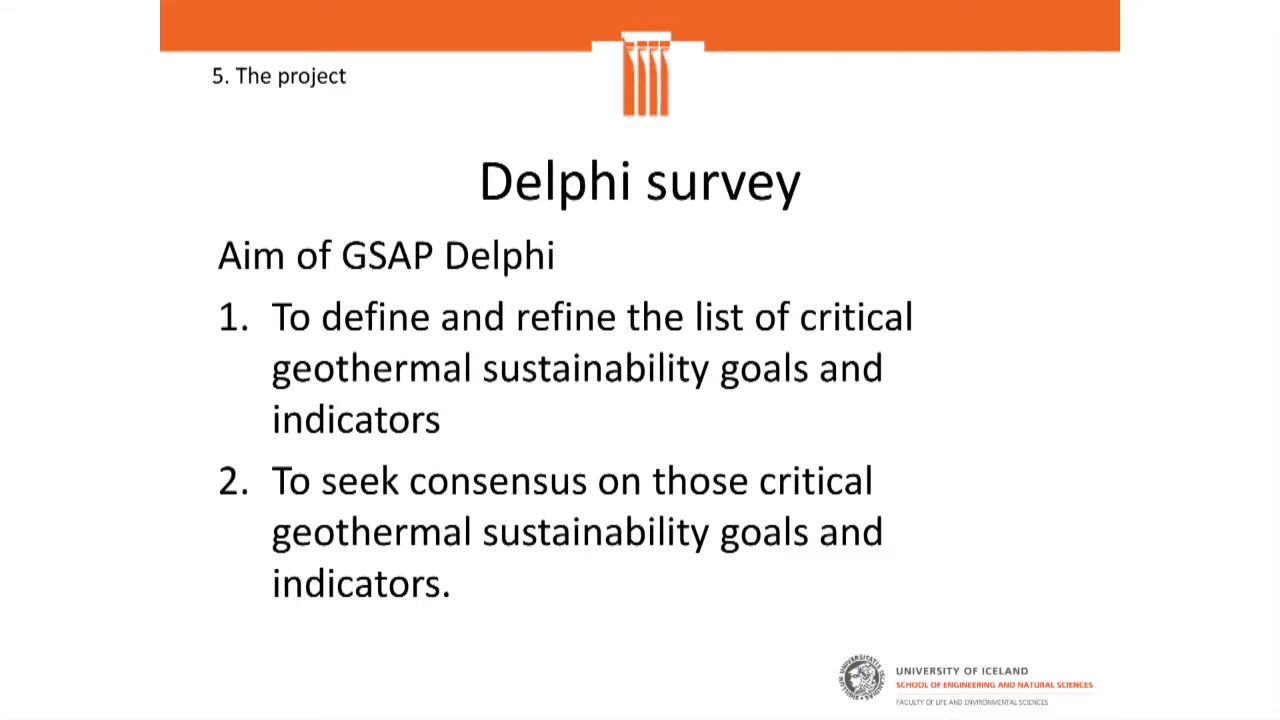 5. The project
Delphi survey
Aim of GSAP Delphi
1. To define and refine the list of critical
geothermal sustainability goals and
indicators
2. To seek consensus on those critical
geothermal sustainability goals and
indicators.
UNIVERSITY OF ICELAND
SCHOOL OF ENGINEERING AND NATURAL SCIENCES
FACULTY OF LIFE AND ENVIRONMENTAL SCIENCES